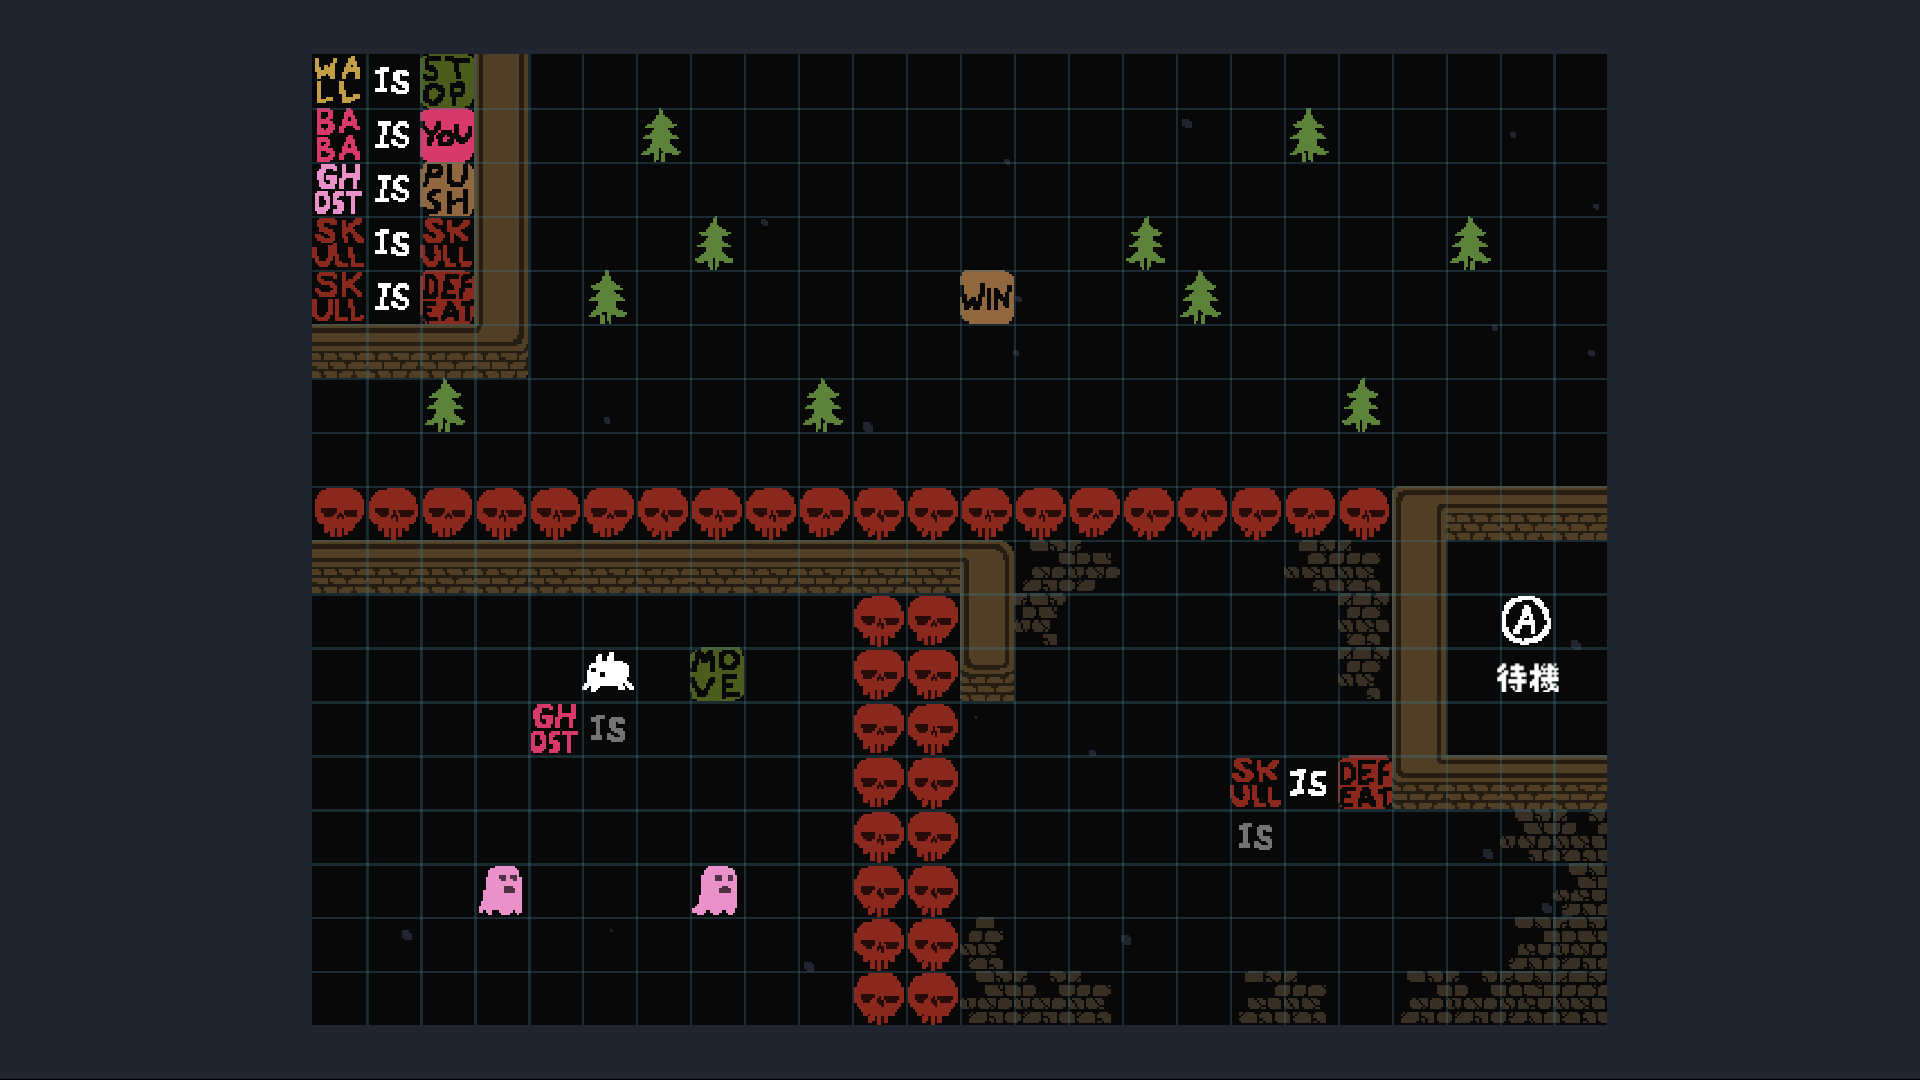 WALL IS STOP
BABA IS YOU
GHOST IS PUSH
SKULL IS SKULL
SKULL IS DEFEAT
WIN
A
MOVE
待機
GHOST IS
SKULL IS DEFEAT
IS